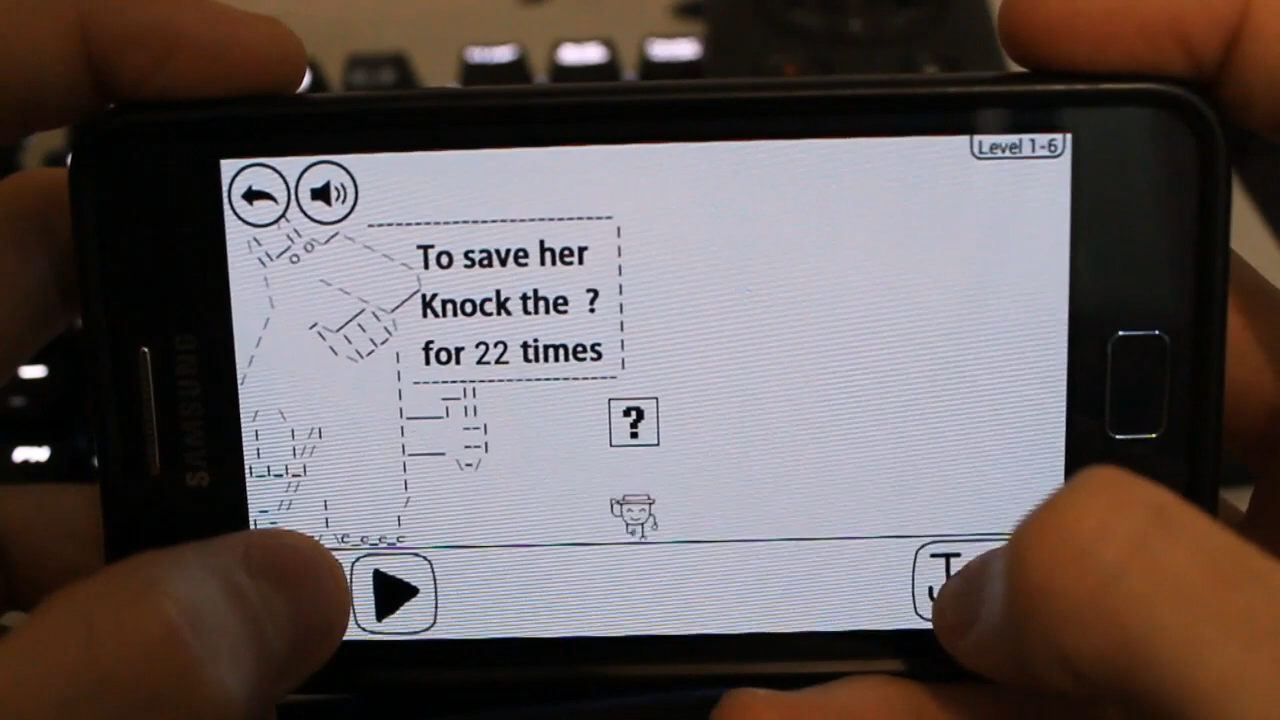 Level 1-6
To save her
Knock the ?
for 22 times
?
J
SAMSUNG